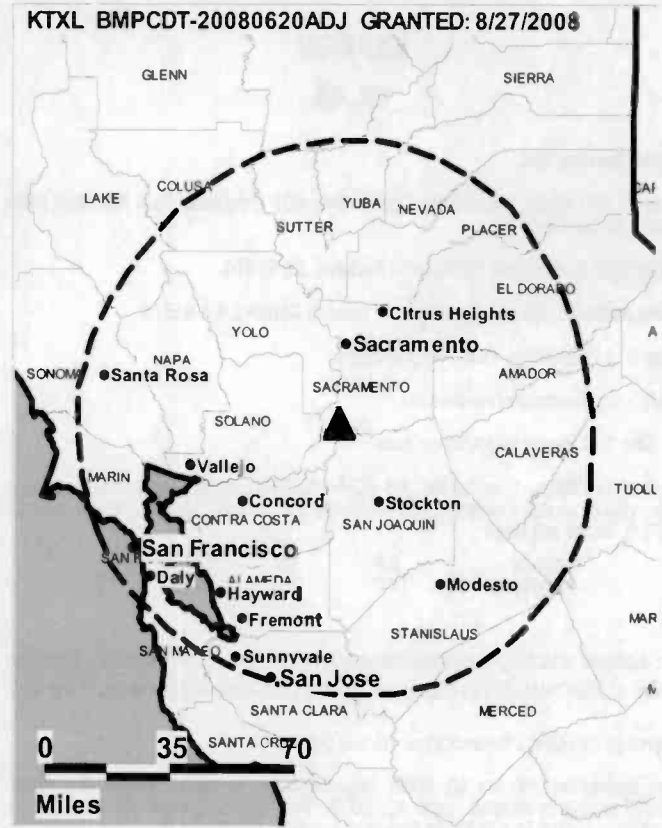 KTXL BMPCDT-20080620ADJ GRANTED: 8/27/2008
GLENN
SIERRA
COLUSA
LAKE
YUBA
NEVADA
SUTTER
PLACER
EL DORADO
Citrus Heights
YOLO
Sacramento
NAPA
SONOMA
Santa Rosa
AMADOR
SACRAMENTO
SOLANO
CALAVERAS
Vallejo
MARIN
TUOLU
Concord
Stockton
CONTRA COSTA
SAN JOAQUIN
San Francisco
SAN F
Daly
ALAMEDA
Hayward
Modesto
Fremont
MAR
STANISLAUS
SAN MATEO
Sunnyvale
San Jose
SANTA CLARA
MERCED
SANTA CRUZ
0 35 70
Miles